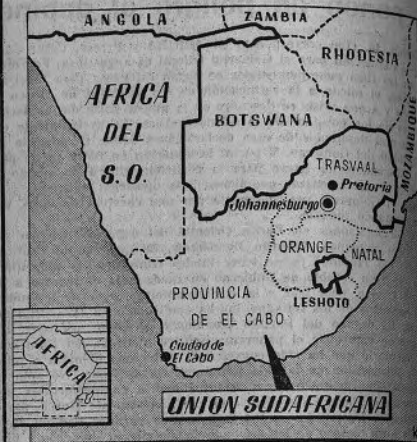 ANGOLA
ZAMBIA
RHODESIA
MOZAMBIQUE
AFRICA
DEL
S. O.
BOTSWANA
TRASVAAL
Pretoria
Johannesburgo
ORANGE
NATAL
LESHOTO
PROVINCIA
DE EL CABO
Ciudad de
El Cabo
AFRICA
UNION SUDAFRICANA